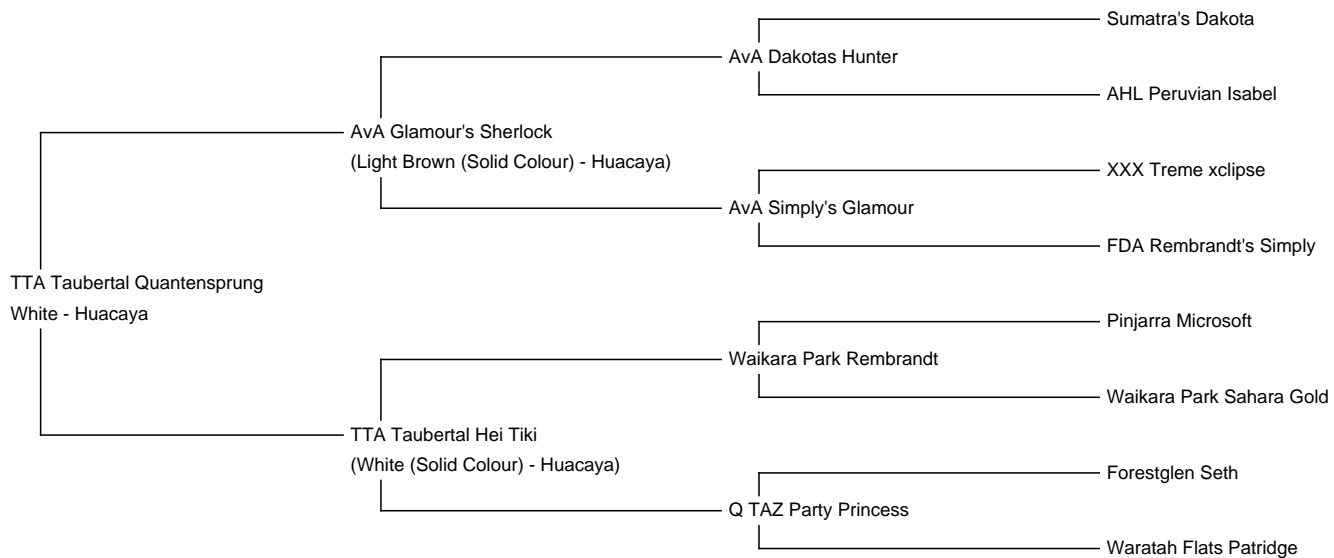 Sumatra's Dakota
AvA Dakotas Hunter
AHL Peruvian Isabel
AvA Glamour's Sherlock
(Light Brown (Solid Colour) - Huacaya)
XXX Treme xclipse
AvA Simply's Glamour
FDA Rembrandt's Simply
TTA Taubertal Quantensprung
White - Huacaya
Pinjarra Microsoft
Waikara Park Rembrandt
Waikara Park Sahara Gold
TTA Taubertal Hei Tiki
(White (Solid Colour) - Huacaya)
Forestglen Seth
Q TAZ Party Princess
Waratah Flats Patridge